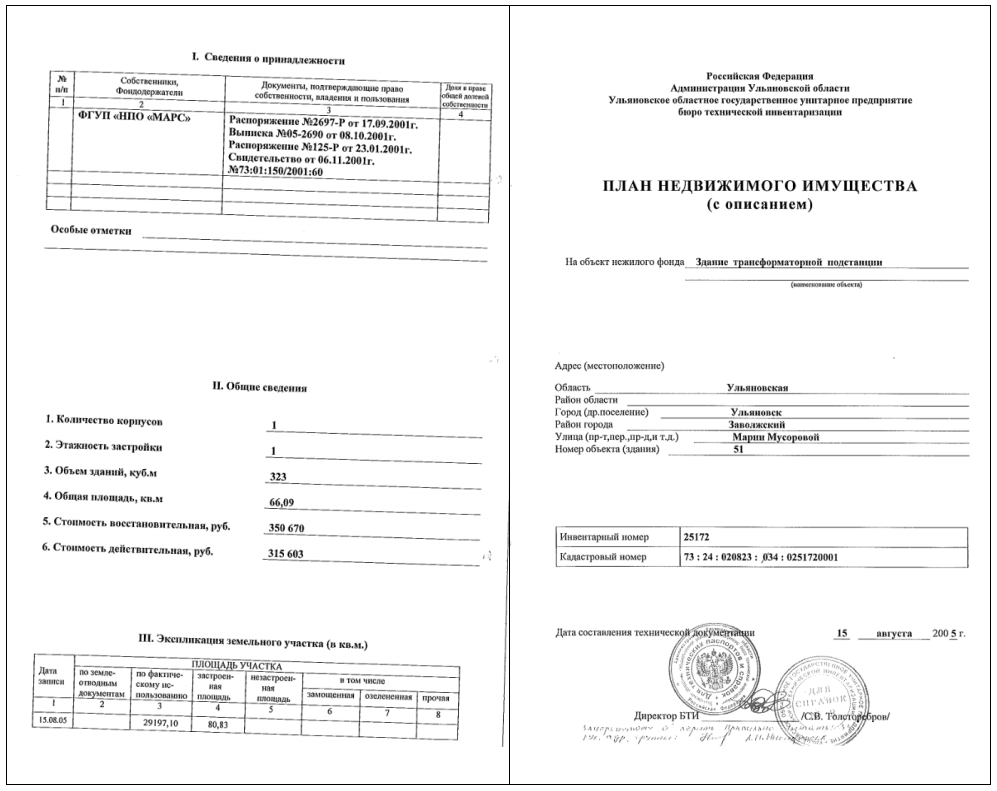 I. Сведения о принадлежности
№ п/п
Собственники, Фондодержатели
Документы, подтверждающие право собственности, владения и пользования
Доля в праве общей долевой собственности
1 2 3 4
ФГУП «НПО «МАРС»
Распоряжение №2697-Р от 17.09.2001г.
Выписка №05-2690 от 08.10.2001г.
Распоряжение №125-Р от 23.01.2001г.
Свидетельство от 06.11.2001г.
№73:01:150/2001:60
Особые отметки
II. Общие сведения
1. Количество корпусов 1
2. Этажность застройки 1
3. Объем зданий, куб.м 323
4. Общая площадь, кв.м 66,09
5. Стоимость восстановительная, руб. 350 670
6. Стоимость действительная, руб. 315 603
III. Экспликация земельного участка (в кв.м.)
Дата записи
ПЛОЩАДЬ УЧАСТКА
по земле-
отводным
документам
по фактиче-
скому ис-
пользованию
застроен-
ная
площадь
незастроен-
ная
площадь
в том числе
замощенная озелененная прочая
1 2 3 4 5 6 7 8
15.08.05 29197,10 80,83
Российская Федерация
Администрация Ульяновской области
Ульяновское областное государственное унитарное предприятие
бюро технической инвентаризации
ПЛАН НЕДВИЖИМОГО ИМУЩЕСТВА
(с описанием)
На объект нежилого фонда Здание трансформаторной подстанции
(наименование объекта)
Адрес (местоположение)
Область Ульяновская
Район области
Город (др.поселение) Ульяновск
Район города Заволжский
Улица (пр-т,пер.,пр-д,и т.д.) Марии Мусоровой
Номер объекта (здания) 51
Инвентарный номер 25172
Кадастровый номер 73 : 24 : 020823 : 034 : 0251720001
Дата составления технической документации 15 августа 2005 г.
Для технических паспортов и справок
ДЛЯ
СПРАВОК
Директор БТИ /С.В. Толсторебров/